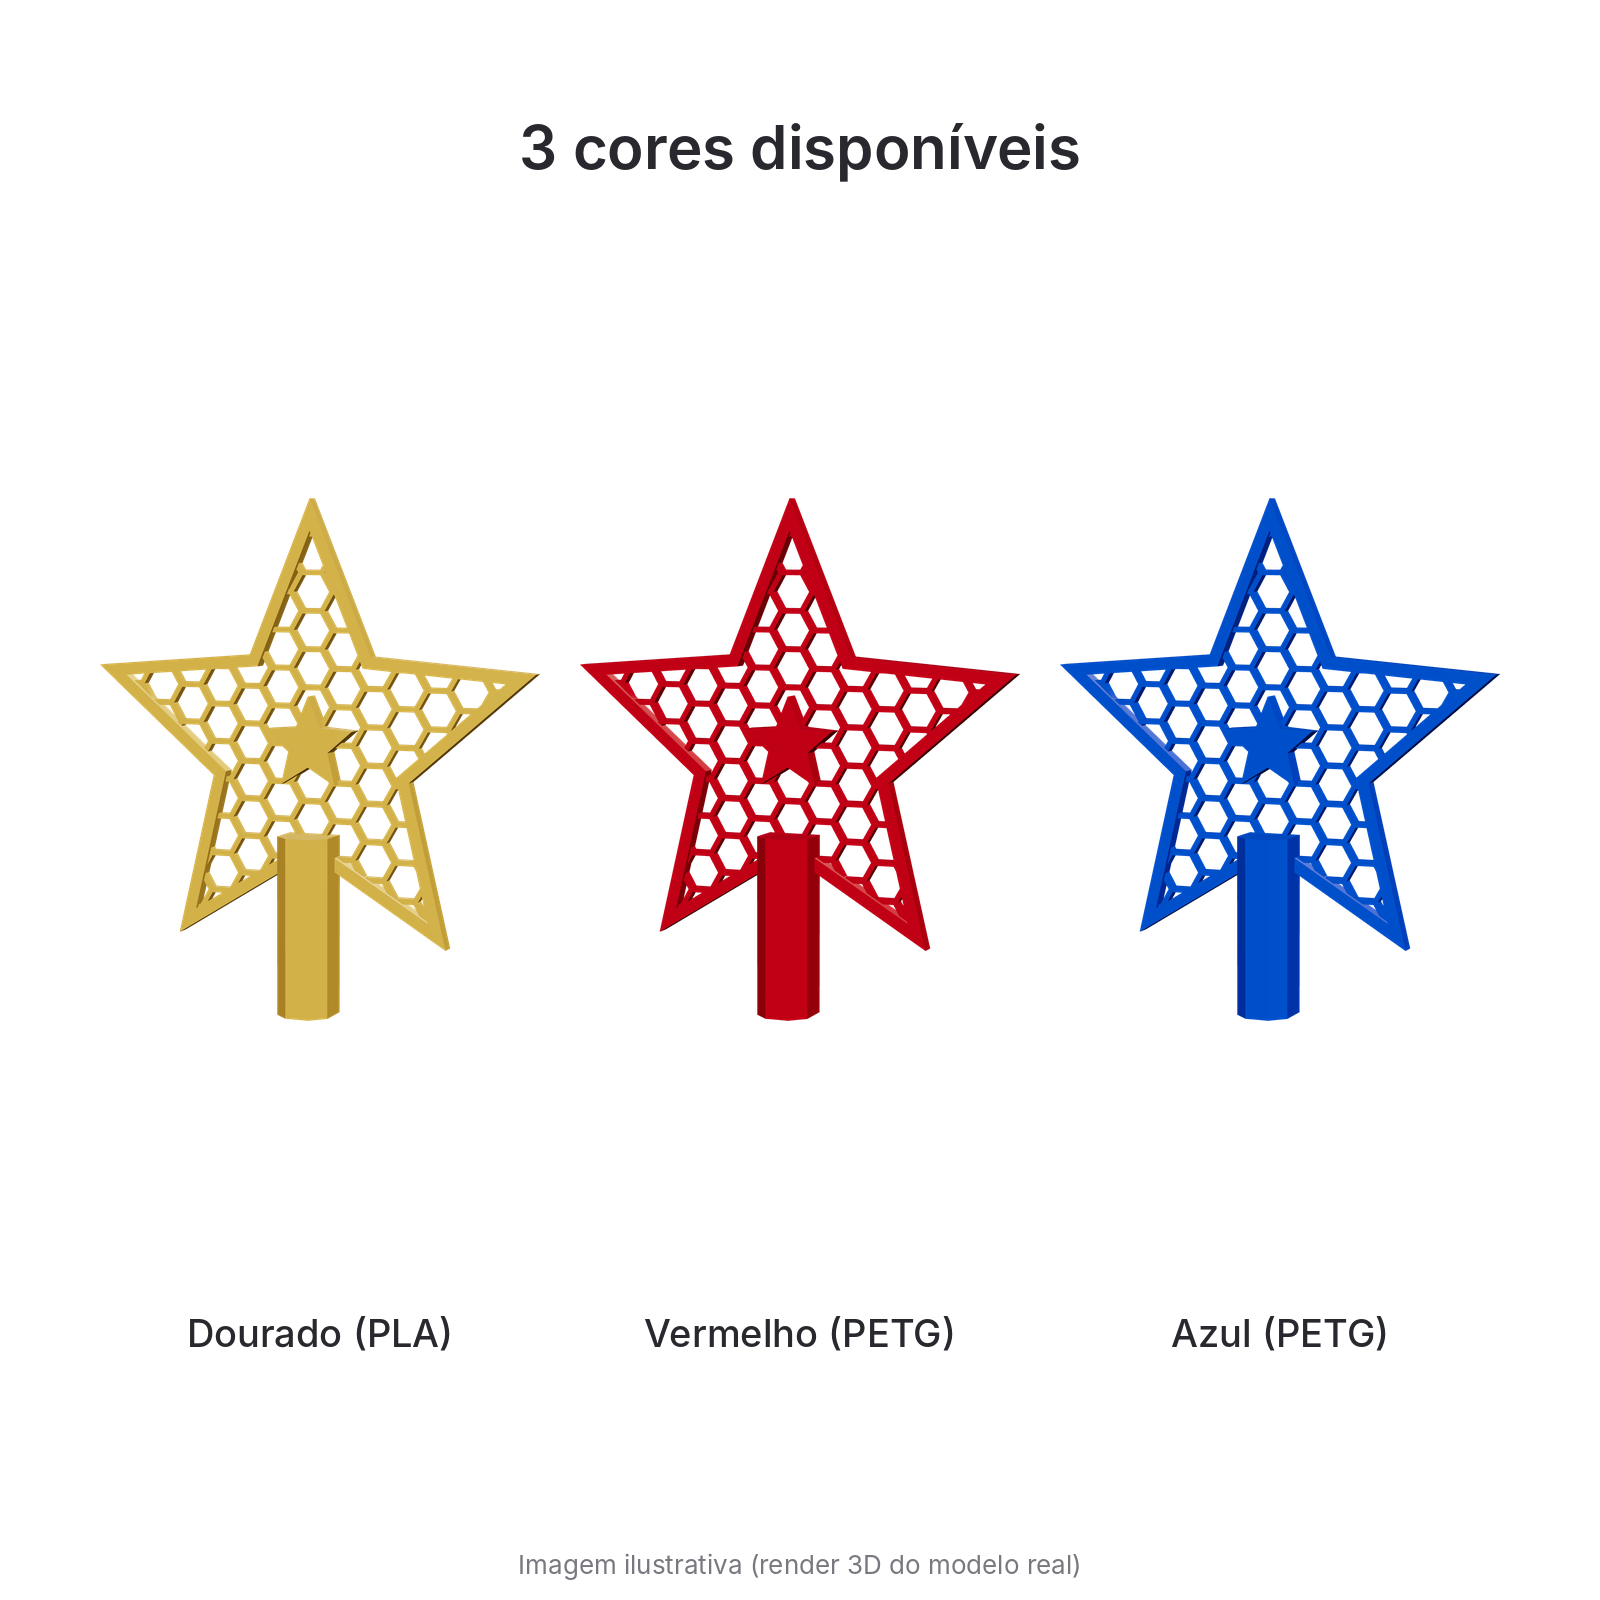 3 cores disponíveis
Dourado (PLA)
Vermelho (PETG)
Azul (PETG)
Imagem ilustrativa (render 3D do modelo real)